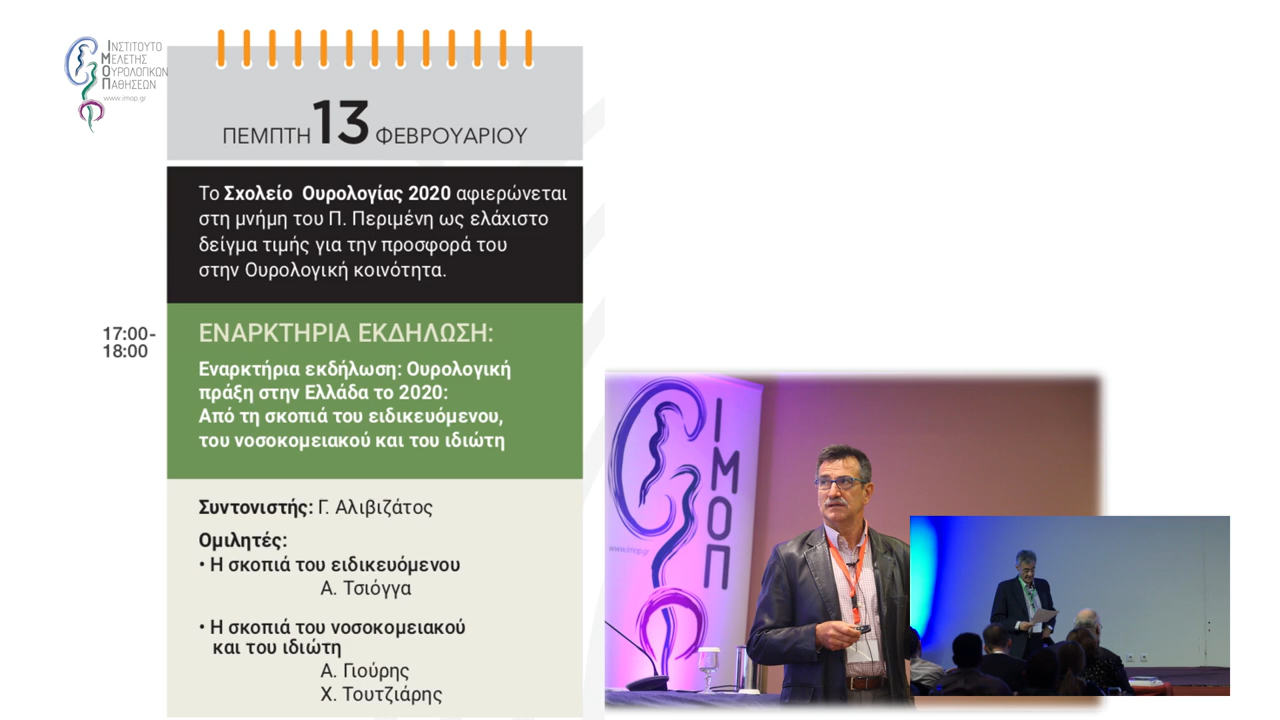 ΙΝΣΤΙΤΟΥΤΟ
ΜΕΛΕΤΗΣ
ΟΥΡΟΛΟΓΙΚΩΝ
ΠΑΘΗΣΕΩΝ
www.imop.gr
ΠΕΜΠΤΗ 13 ΦΕΒΡΟΥΑΡΙΟΥ
Το Σχολείο Ουρολογίας 2020 αφιερώνεται
στη μνήμη του Π. Περιμένη ως ελάχιστο
δείγμα τιμής για την προσφορά του
στην Ουρολογική κοινότητα.
17:00-
18:00
ΕΝΑΡΚΤΗΡΙΑ ΕΚΔΗΛΩΣΗ:
Εναρκτήρια εκδήλωση: Ουρολογική
πράξη στην Ελλάδα το 2020:
Από τη σκοπιά του ειδικευόμενου,
του νοσοκομειακού και του ιδιώτη
Συντονιστής: Γ. Αλιβιζάτος
Ομιλητές:
• Η σκοπιά του ειδικευόμενου
Α. Τσιόγγα
• Η σκοπιά του νοσοκομειακού
και του ιδιώτη
Α. Γιούρης
Χ. Τουτζιάρης
ΙΜΟΠ
www.imop.gr